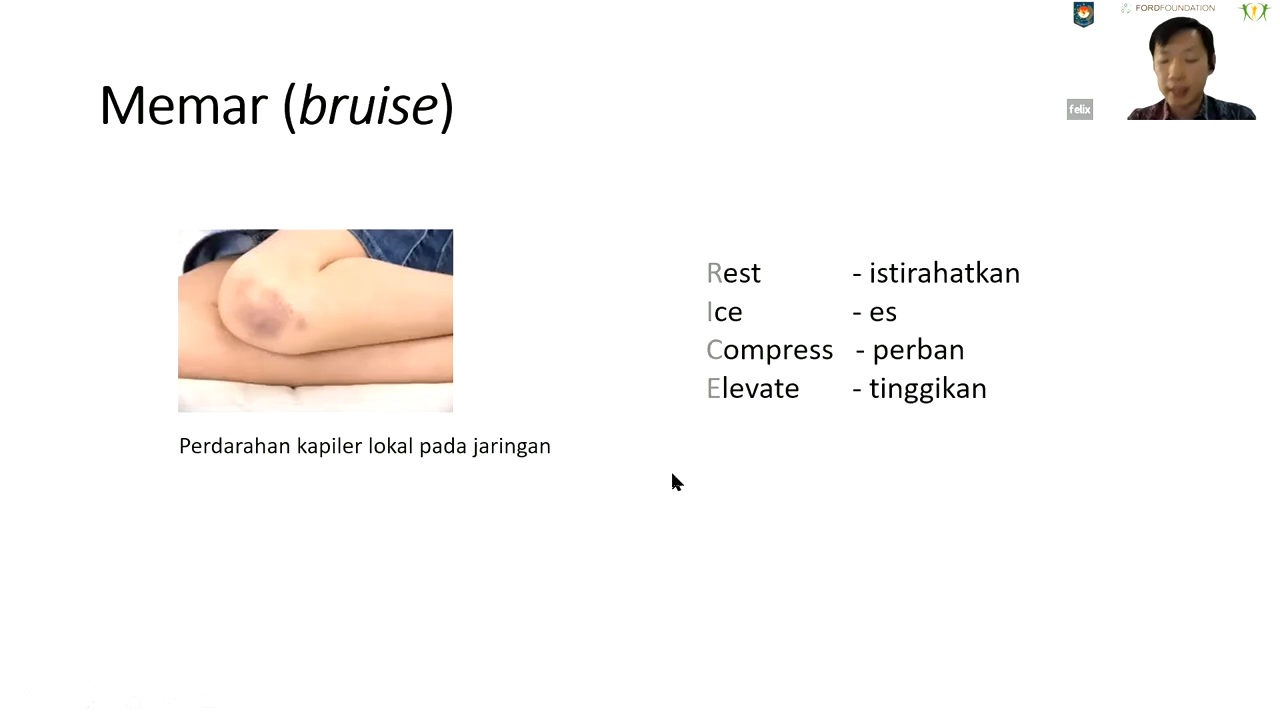 FORDFOUNDATION
felix
Memar (bruise)
Rest - istirahatkan
Ice - es
Compress - perban
Elevate - tinggikan
Perdarahan kapiler lokal pada jaringan